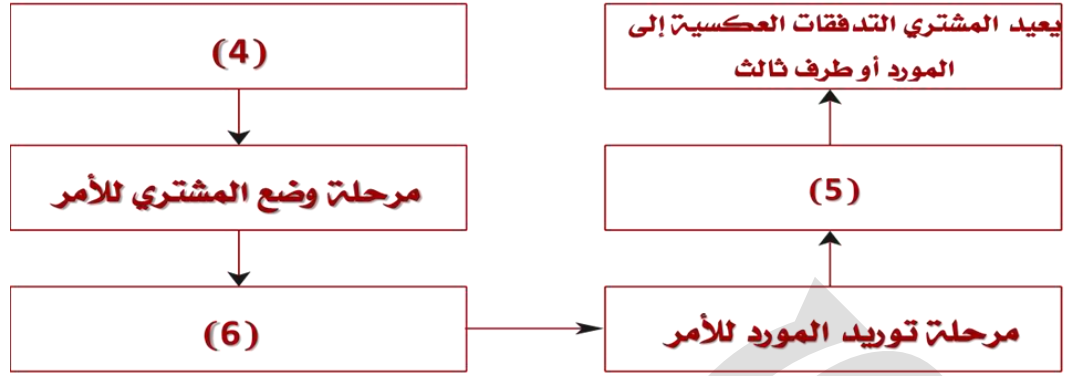 (4)
مرحلة وضع المشتري للأمر
(6)
مرحلة توريد المورد للأمر
(5)
يعيد المشتري التدفقات العكسية إلى
المورد أو طرف ثالث